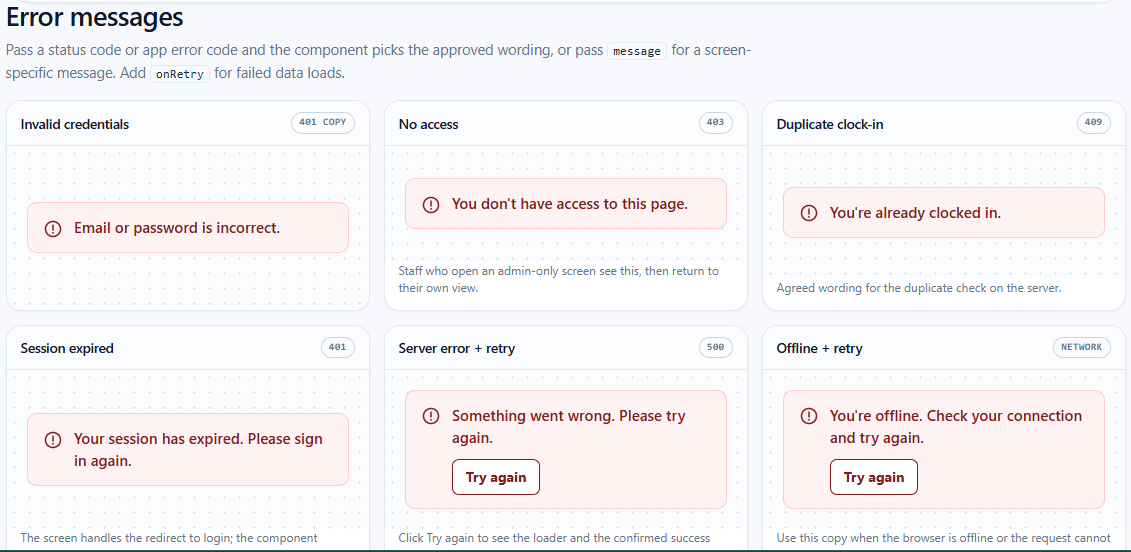 Error messages
Pass a status code or app error code and the component picks the approved wording, or pass message for a screen-
specific message. Add onRetry for failed data loads.
Invalid credentials
401 COPY
Email or password is incorrect.
No access
403
You don't have access to this page.
Staff who open an admin-only screen see this, then return to
their own view.
Duplicate clock-in
409
You're already clocked in.
Agreed wording for the duplicate check on the server.
Session expired
401
Your session has expired. Please sign
in again.
The screen handles the redirect to login; the component
Server error + retry
500
Something went wrong. Please try
again.
Try again
Click Try again to see the loader and the confirmed success
Offline + retry
NETWORK
You're offline. Check your connection
and try again.
Try again
Use this copy when the browser is offline or the request cannot